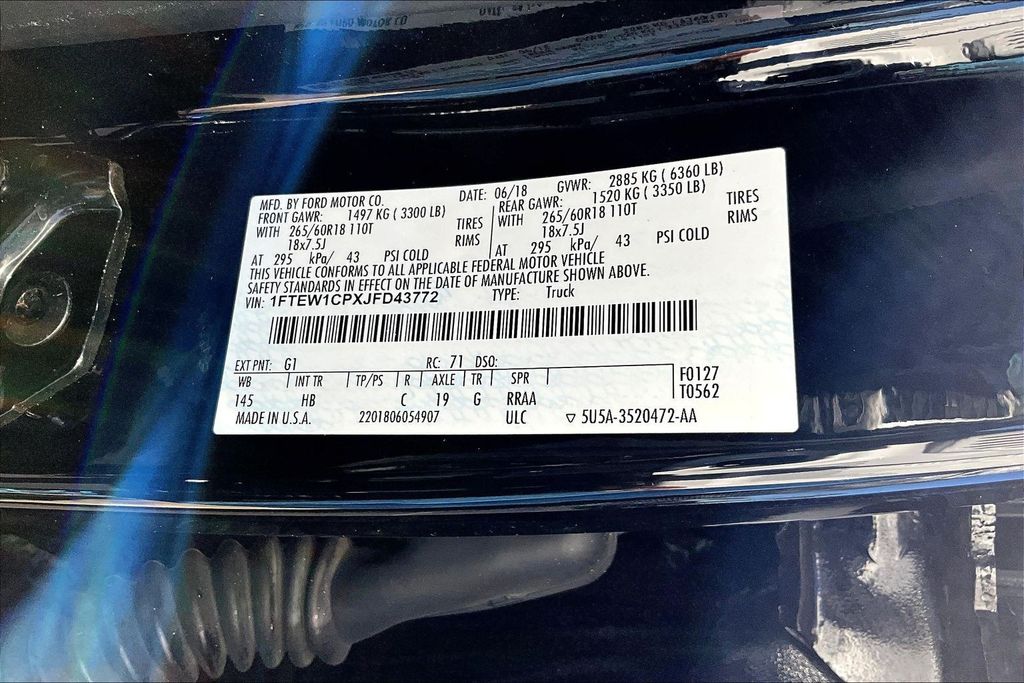 MFD. BY FORD MOTOR CO. DATE: 06/18 GVWR: 2885 KG ( 6360 LB)
FRONT GAWR: 1497 KG ( 3300 LB) REAR GAWR: 1520 KG ( 3350 LB)
WITH 265/60R18 110T TIRES WITH 265/60R18 110T TIRES
18x7.5J RIMS 18x7.5J RIMS
AT 295 kPa/ 43 PSI COLD AT 295 kPa/ 43 PSI COLD
THIS VEHICLE CONFORMS TO ALL APPLICABLE FEDERAL MOTOR VEHICLE
SAFETY STANDARDS IN EFFECT ON THE DATE OF MANUFACTURE SHOWN ABOVE.
VIN: 1FTEW1CPXJFD43772 TYPE: Truck
EXT PNT: G1 RC: 71 DSO:
WB INT TR TP/PS R AXLE TR SPR F0127
145 HB C 19 G RRAA T0562
MADE IN U.S.A. 2201806054907 ULC ▽ 5U5A-3520472-AA